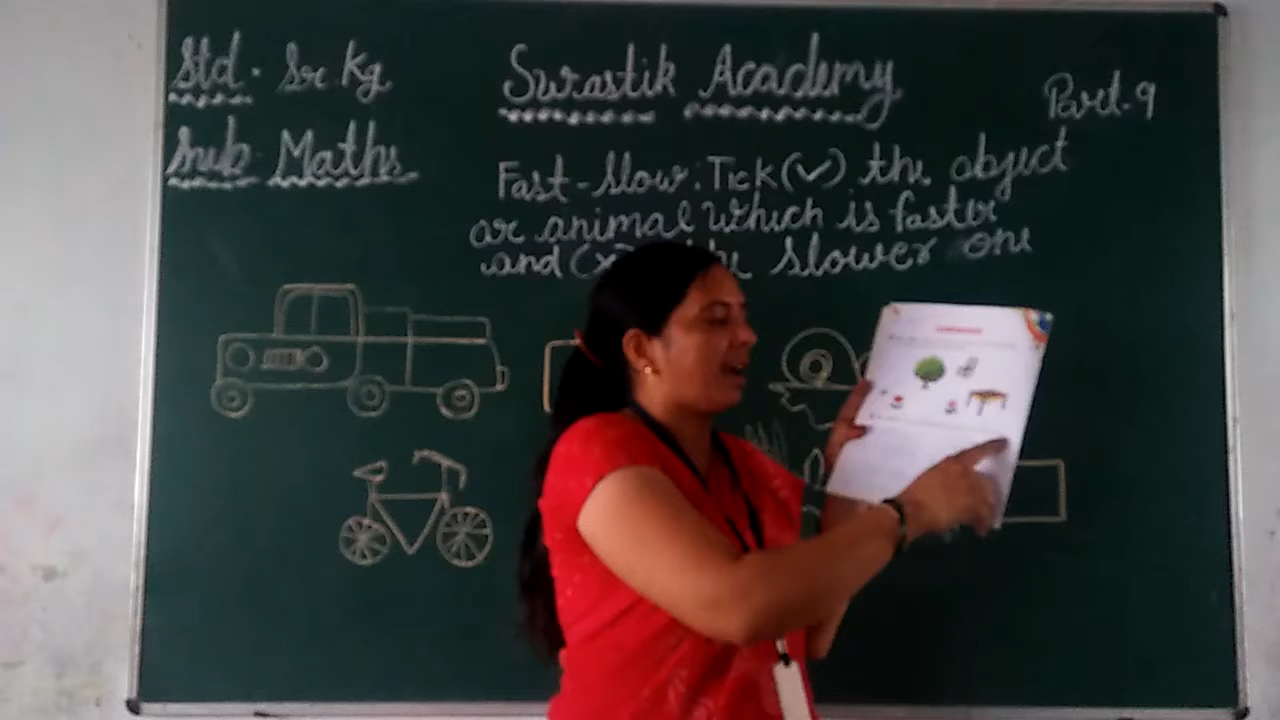 Std. Sr. Kg
Swastik Academy
Part-9
Sub Maths
Fast-Slow: Tick(✓) the object
or animal which is faster
and (x) the slower one